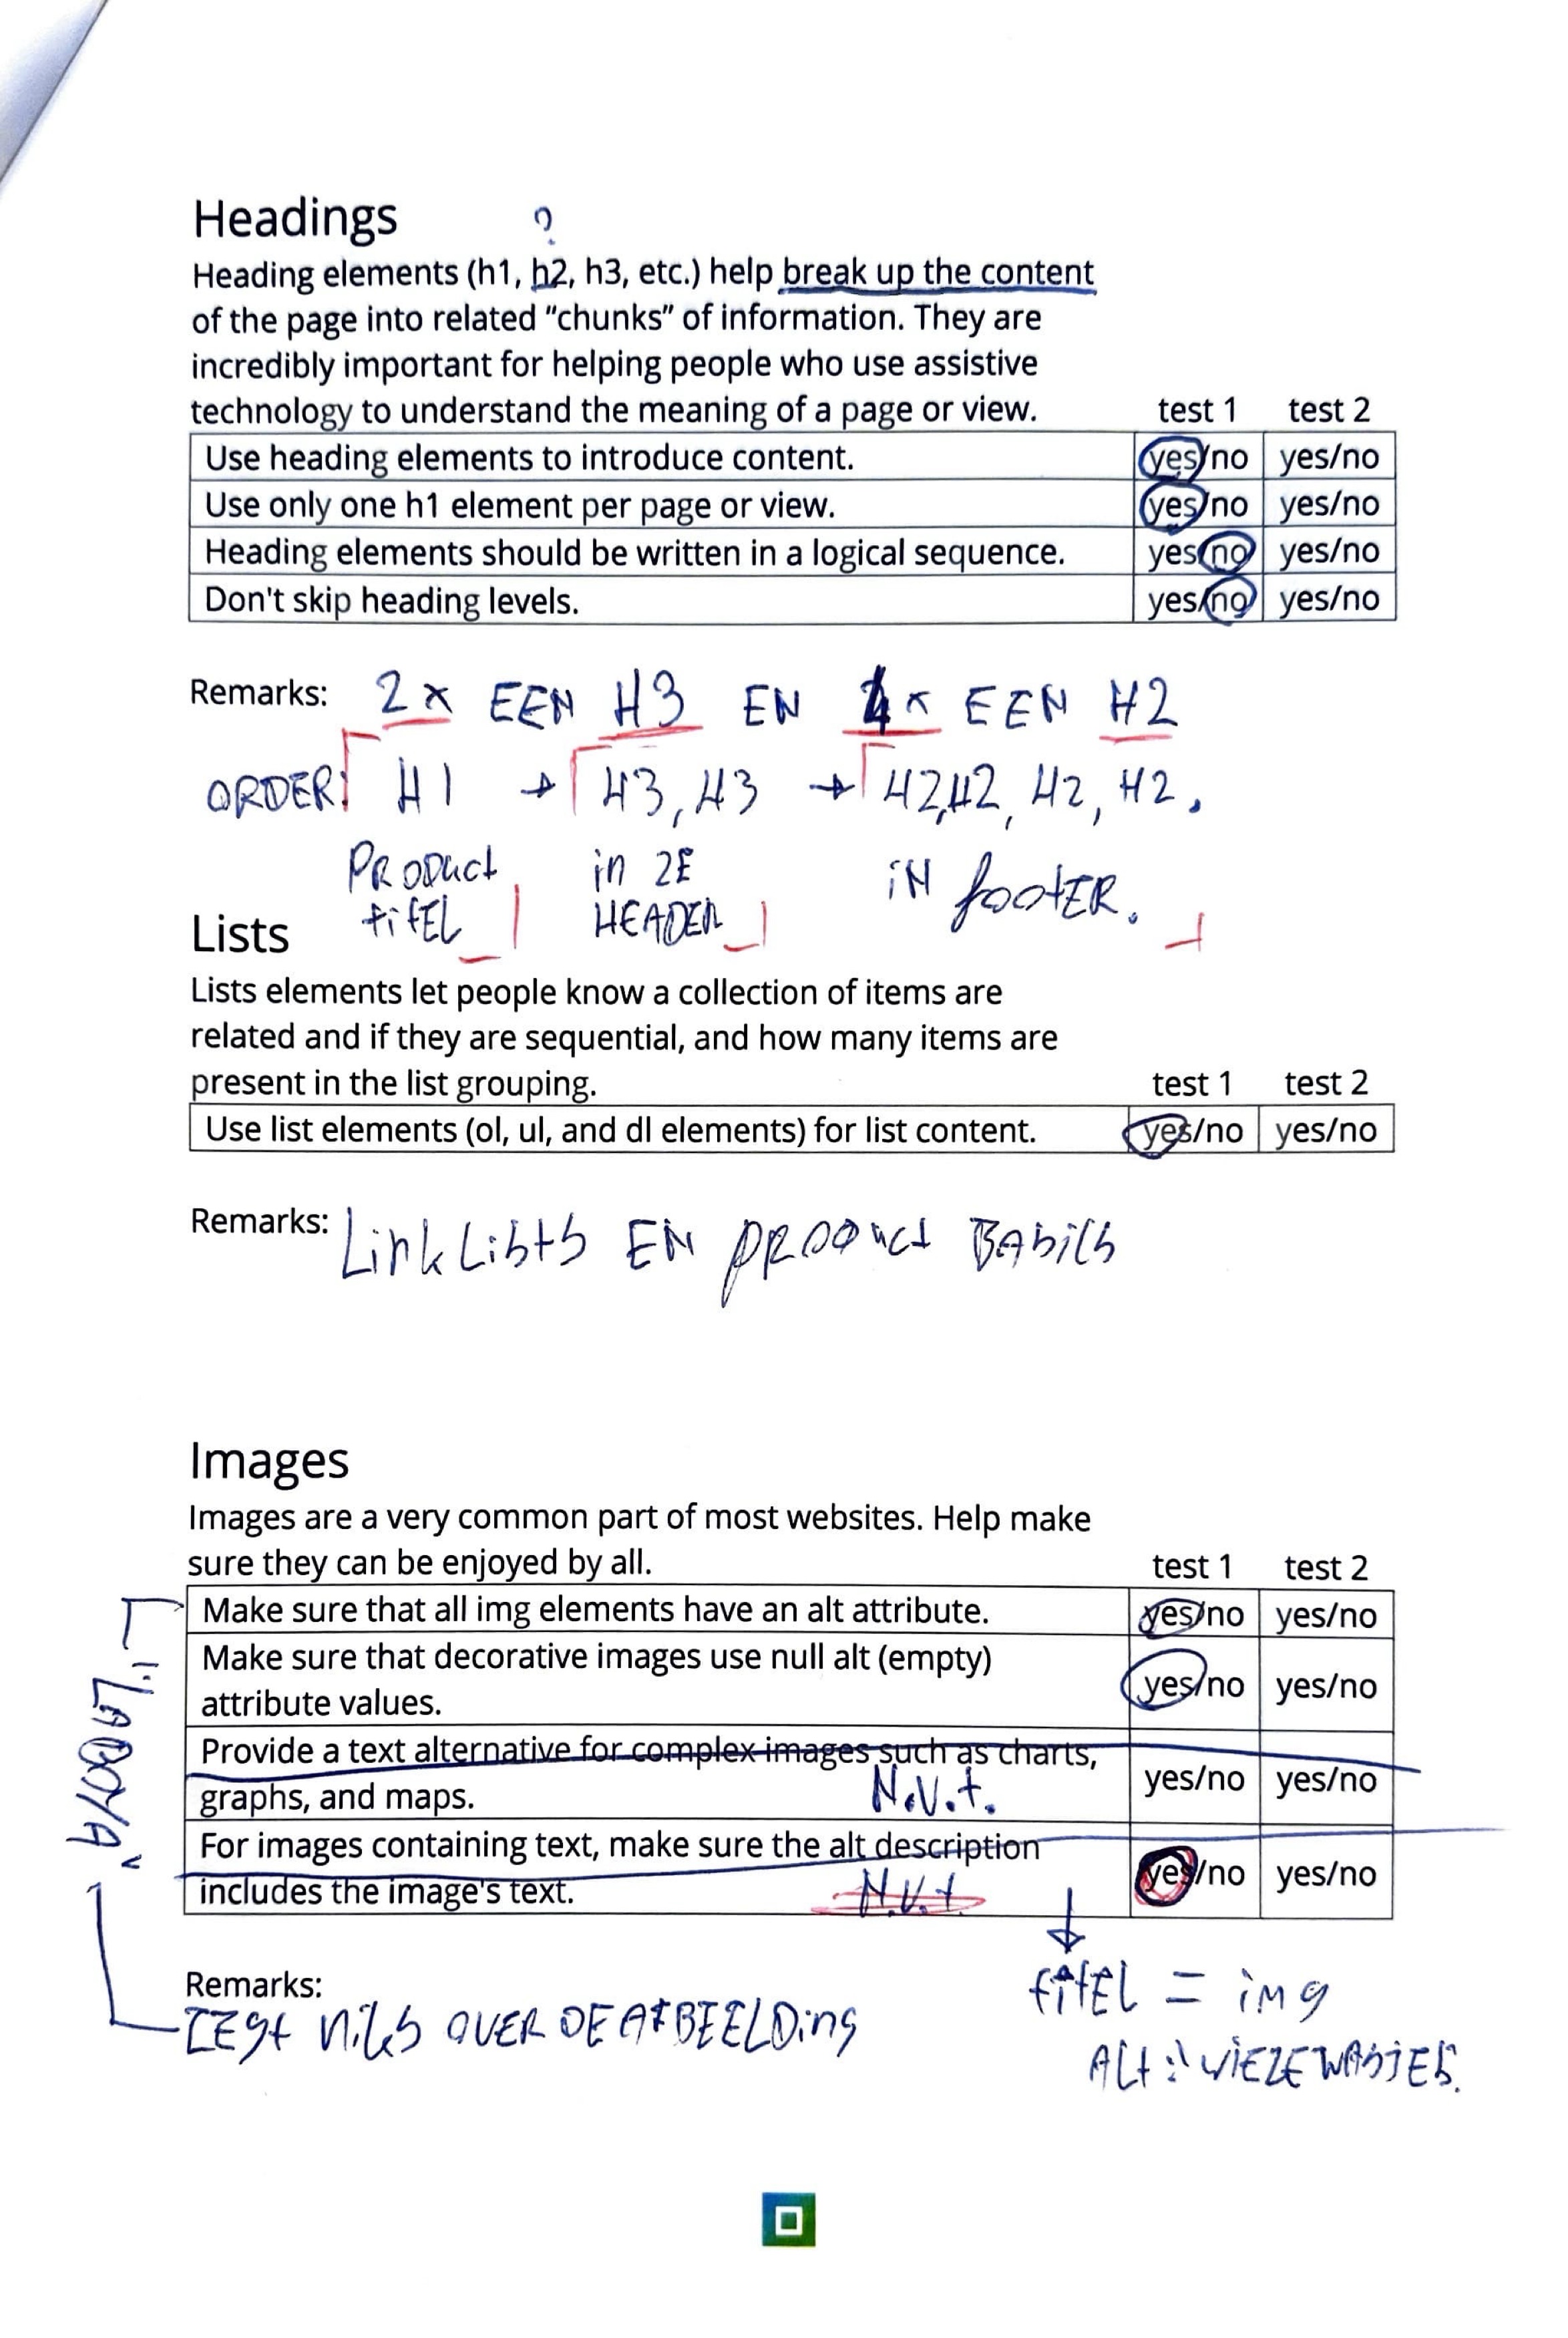 Headings
?
Heading elements (h1, h2, h3, etc.) help break up the content
of the page into related “chunks” of information. They are
incredibly important for helping people who use assistive
technology to understand the meaning of a page or view. test 1 test 2
Use heading elements to introduce content. yes/no yes/no
Use only one h1 element per page or view. yes/no yes/no
Heading elements should be written in a logical sequence. yes/no yes/no
Don't skip heading levels. yes/no yes/no
Remarks: 2x EEN H3 EN 4x EEN H2
ORDER: H1 → H3, H3 → H2, H2, H2, H2.
PRODuct in 2E iN footER.
titEL HEADER
Lists
Lists elements let people know a collection of items are
related and if they are sequential, and how many items are
present in the list grouping. test 1 test 2
Use list elements (ol, ul, and dl elements) for list content. yes/no yes/no
Remarks: Link Lists EN PRODuct BAsics
Images
Images are a very common part of most websites. Help make
sure they can be enjoyed by all. test 1 test 2
Make sure that all img elements have an alt attribute. yes/no yes/no
Make sure that decorative images use null alt (empty)
attribute values. yes/no yes/no
Provide a text alternative for complex images such as charts,
graphs, and maps. N.v.t. yes/no yes/no
For images containing text, make sure the alt description
includes the image's text. N.v.t. yes/no yes/no
"LABOYA"
Remarks:
ZEgt niks OVER DE AFBEELDing
titEL = img
ALt: WIEZEWASJES.